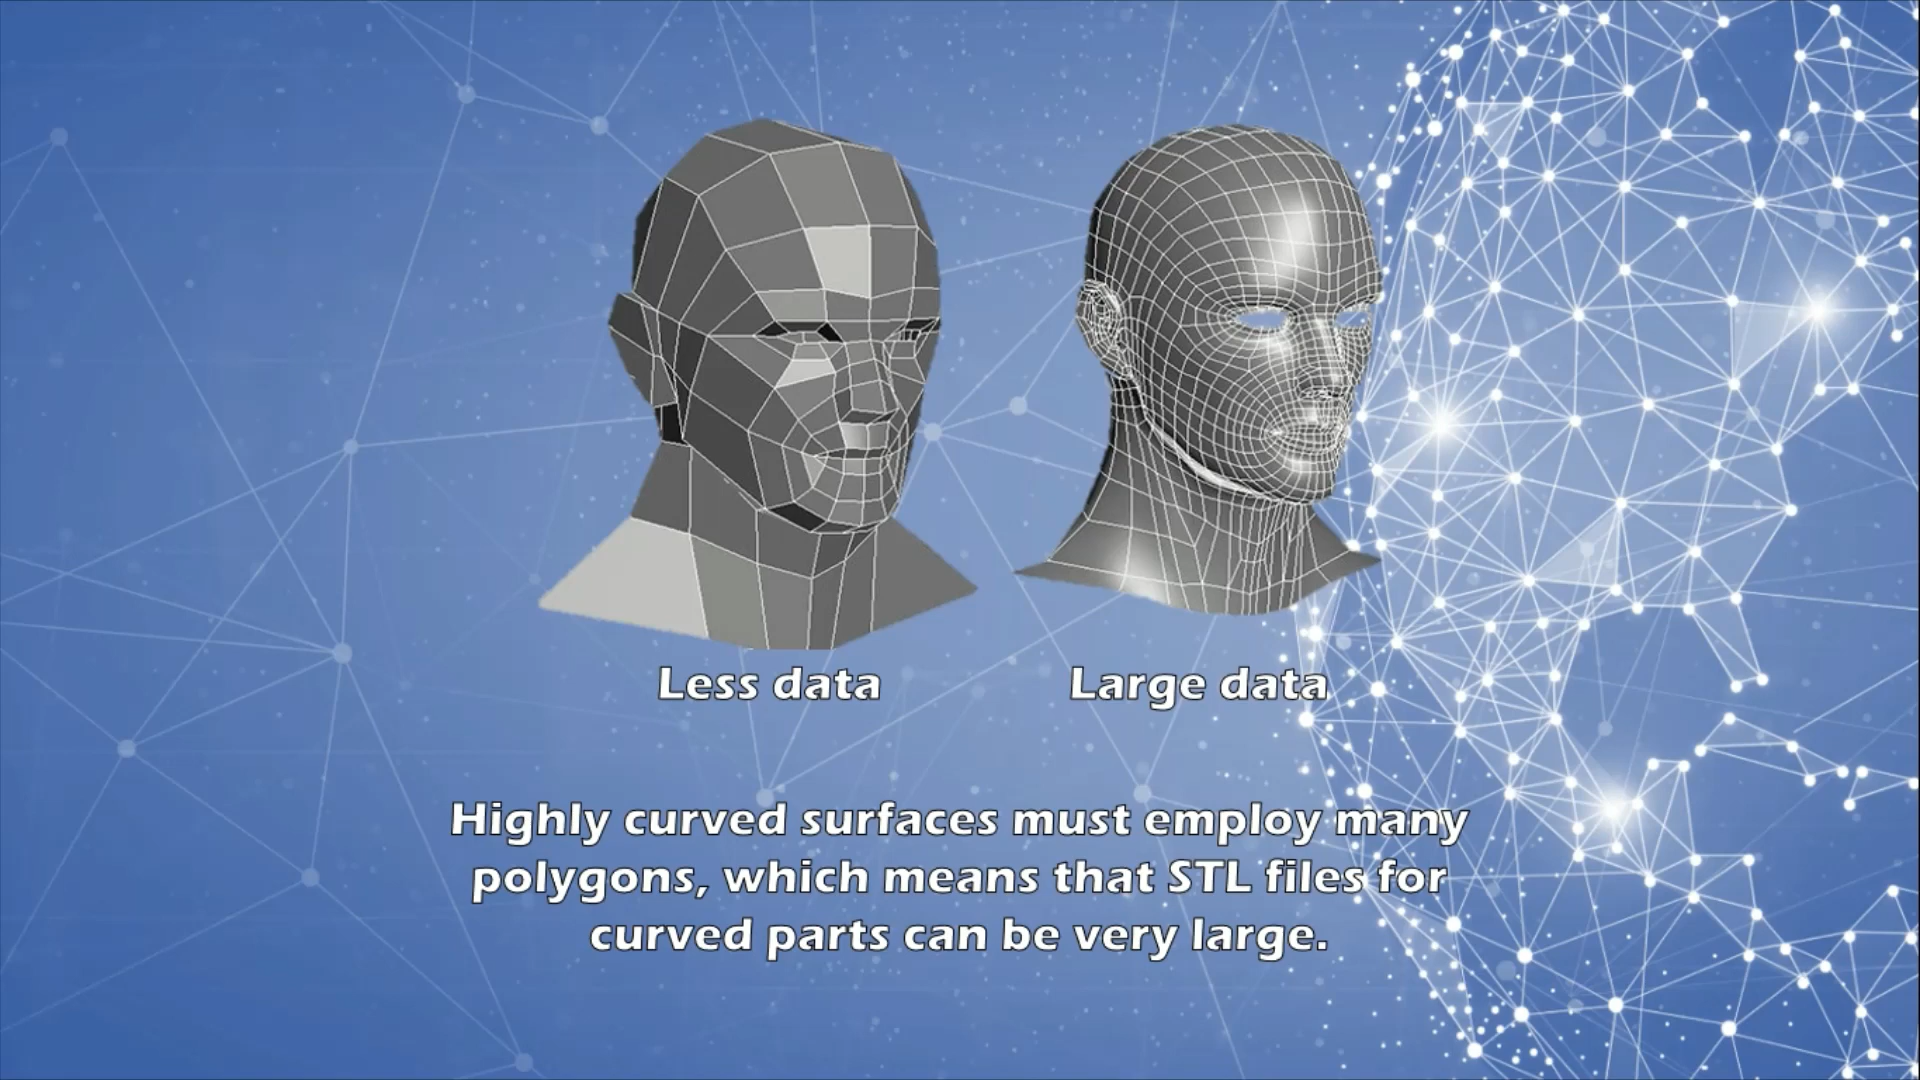 Less data
Large data
Highly curved surfaces must employ many
polygons, which means that STL files for
curved parts can be very large.